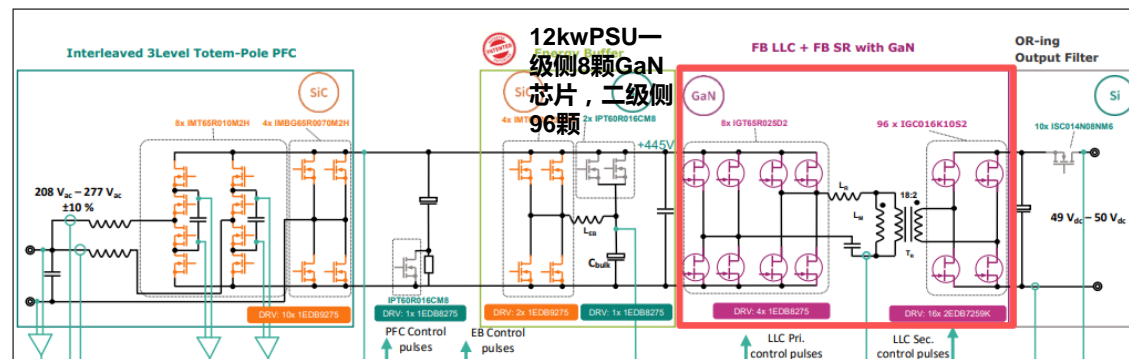 Interleaved 3Level Totem-Pole PFC
PATENTED
Energy Buffer
12kwPSU一
级侧8颗GaN
芯片，二级侧
96颗
FB LLC + FB SR with GaN
OR-ing
Output Filter
SiC
SiC
GaN
Si
8x IMT65R010M2H
4x IMBG65R0070M2H
2x IPT60R016CM8
8x IGT65R025D2
96 x IGC016K10S2
10x ISC014N08NM6
+445V
208 Vac – 277 Vac
±10 %
LEB
Cbulk
LR
LM
18:2
TR
49 Vdc – 50 Vdc
IPT60R016CM8
DRV: 10x 1EDB9275
DRV: 1x 1EDB8275
DRV: 2x 1EDB9275
DRV: 1x 1EDB8275
DRV: 4x 1EDB8275
DRV: 16x 2EDB7259K
PFC Control
pulses
EB Control
pulses
LLC Pri.
control pulses
LLC Sec.
control pulses